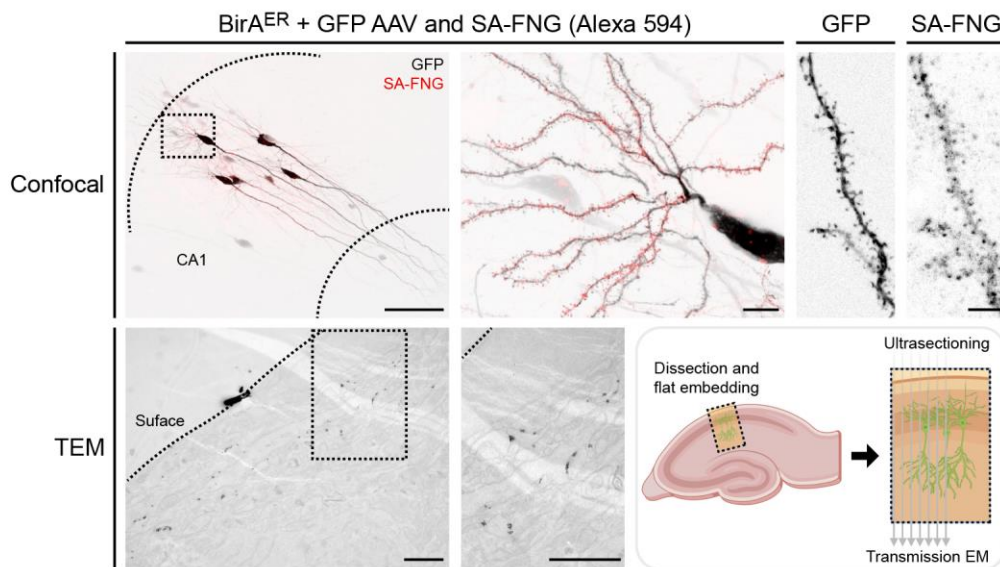 BirA^ER + GFP AAV and SA-FNG (Alexa 594)
GFP
SA-FNG
Confocal
GFP
SA-FNG
CA1
TEM
Suface
Dissection and
flat embedding
Ultrasectioning
Transmission EM